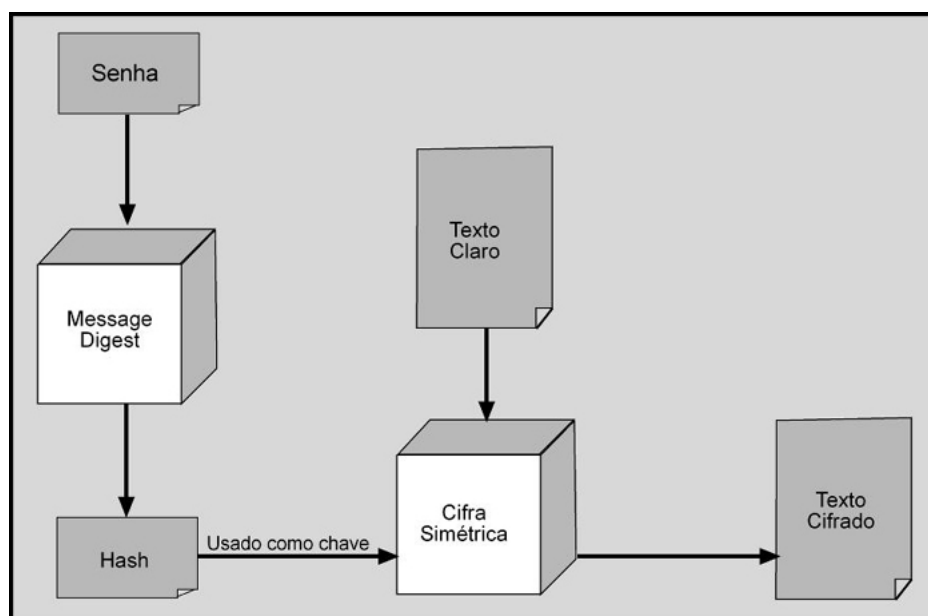 Senha
Texto
Claro
Message
Digest
Cifra
Simétrica
Texto
Cifrado
Hash
Usado como chave